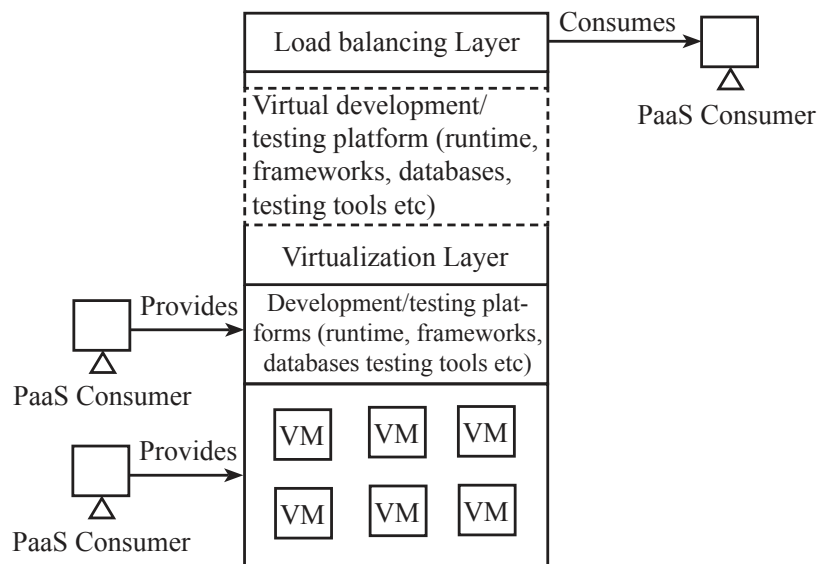 Load balancing Layer
Consumes
PaaS Consumer
Virtual development/
testing platform (runtime,
frameworks, databases,
testing tools etc)
Virtualization Layer
Provides
PaaS Consumer
Development/testing plat-
forms (runtime, frameworks,
databases testing tools etc)
Provides
PaaS Consumer
VM VM VM
VM VM VM